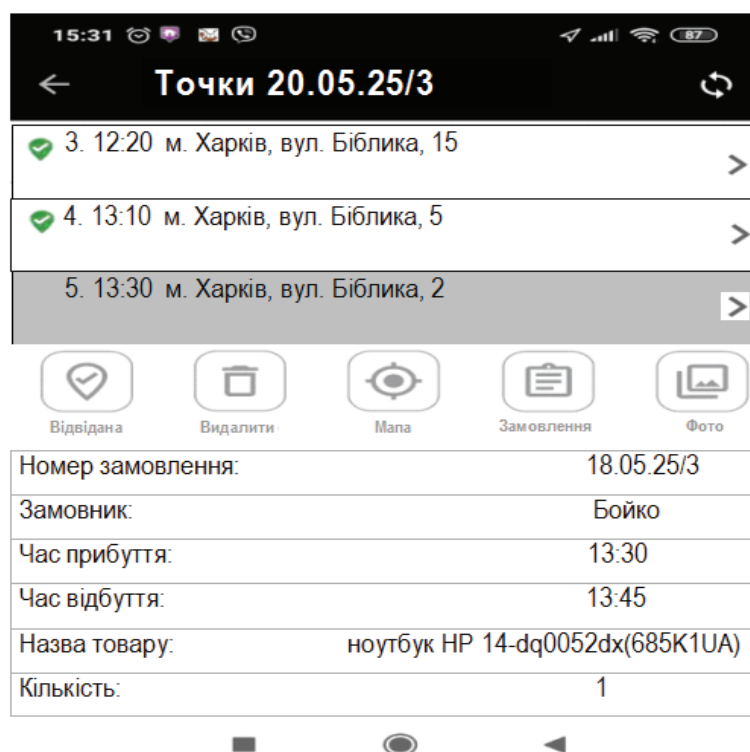 15:31 87
Точки 20.05.25/3
3. 12:20 м. Харків, вул. Біблика, 15
4. 13:10 м. Харків, вул. Біблика, 5
5. 13:30 м. Харків, вул. Біблика, 2
Відвідана Видалити Мапа Замовлення Фото
Номер замовлення: 18.05.25/3
Замовник: Бойко
Час прибуття: 13:30
Час відбуття: 13:45
Назва товару: ноутбук HP 14-dq0052dx(685K1UA)
Кількість: 1